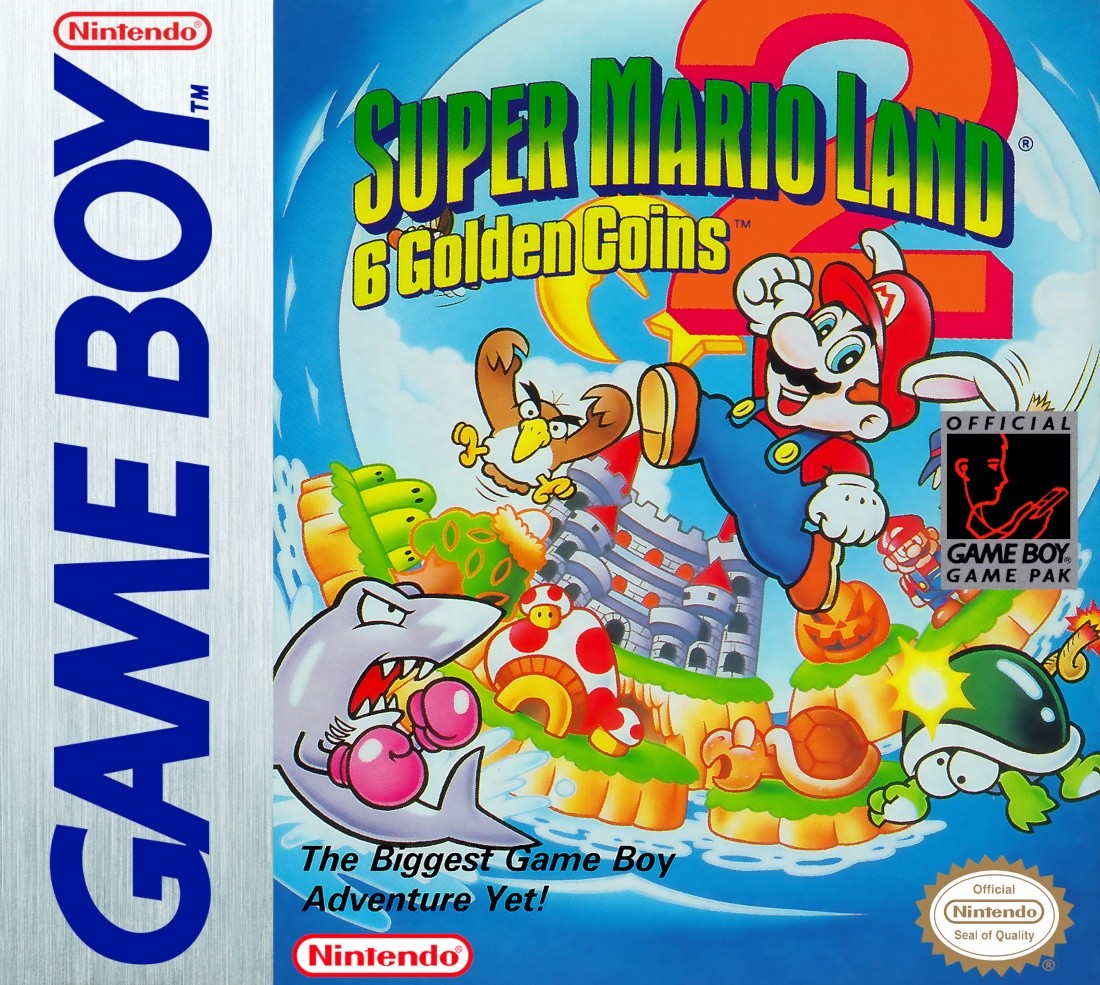 Nintendo®
GAME BOY™
2
SUPER MARIO LAND®
6 Golden Coins™
M
OFFICIAL
GAME BOY®
GAME PAK
The Biggest Game Boy
Adventure Yet!
Nintendo®
Official
Nintendo
Seal of Quality
®